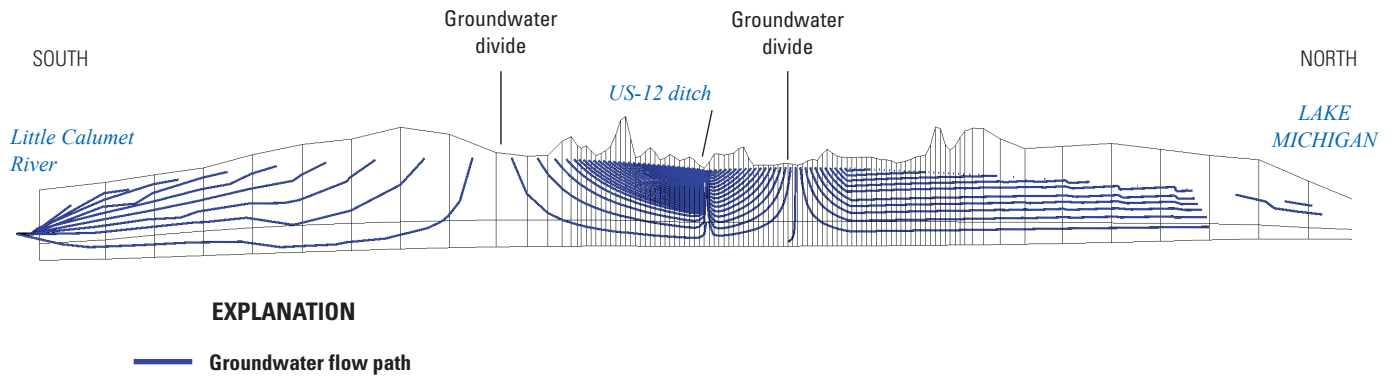 Groundwater
divide
Groundwater
divide
SOUTH
NORTH
US-12 ditch
Little Calumet
River
LAKE
MICHIGAN
EXPLANATION
Groundwater flow path